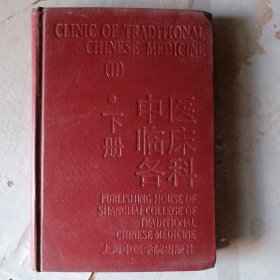 CLINIC OF TRADITIONAL
CHINESE MEDICINE
(II)
中医
临床
各科
·下册
PUBLISHING HOUSE OF
SHANGHAI COLLEGE OF
TRADITIONAL
CHINESE MEDICINE
上海中医学院出版社